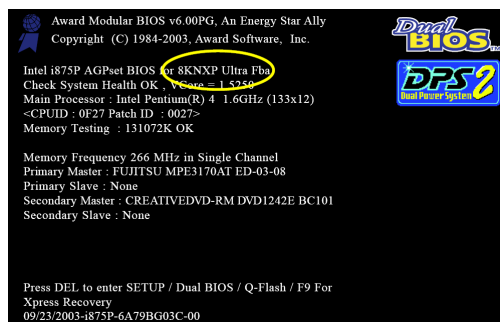 Award Modular BIOS v6.00PG, An Energy Star Ally
Copyright (C) 1984-2003, Award Software, Inc.
Dual
BIOS
TM
Intel i875P AGPset BIOS for 8KNXP Ultra Fba
Check System Health OK , VCore = 1.5250
Main Processor : Intel Pentium(R) 4 1.6GHz (133x12)
<CPUID : 0F27 Patch ID : 0027>
Memory Testing : 131072K OK
DPS2
Dual Power System
Memory Frequency 266 MHz in Single Channel
Primary Master : FUJITSU MPE3170AT ED-03-08
Primary Slave : None
Secondary Master : CREATIVEDVD-RM DVD1242E BC101
Secondary Slave : None
Press DEL to enter SETUP / Dual BIOS / Q-Flash / F9 For
Xpress Recovery
09/23/2003-i875P-6A79BG03C-00